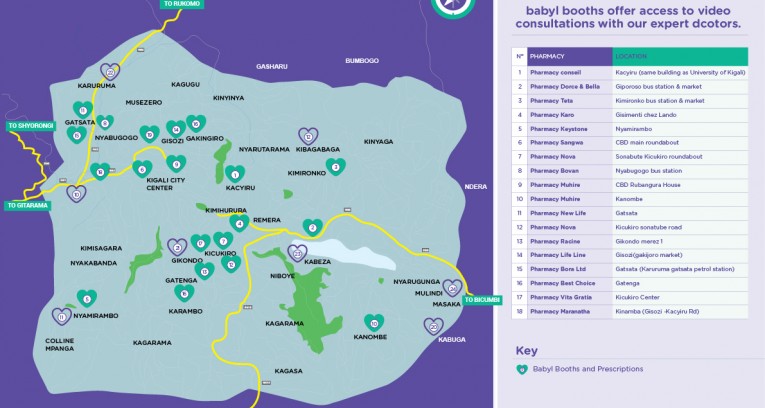 TO RUKOMO
BUMBOGO
GASHARU
KARURUMA
KAGUGU
MUSEZERO
KINYINYA
GATSATA
TO SHYORONGI
NYABUGOGO
GISOZI
GAKINGIRO
KINYAGA
NYARUTARAMA
KIBAGABAGA
KIMIRONKO
KIGALI CITY
CENTER
KACYIRU
NDERA
TO GITARAMA
KIMIHURURA
REMERA
KIMISAGARA
GIKONDO
KICUKIRO
KABEZA
NYAKABANDA
NIBOYE
GATENGA
NYARUGUNGA
MULINDI
MASAKA
TO BICUMBI
NYAMIRAMBO
KARAMBO
KAGARAMA
KANOMBE
KABUGA
COLLINE
MPANGA
KAGARAMA
KAGASA
babyl booths offer access to video
consultations with our expert dcotors.
N° PHARMACY LOCATION
1 Pharmacy conseil Kacyiru (same building as University of Kigali)
2 Pharmacy Dorce & Bella Giporoso bus station & market
3 Pharmacy Teta Kimironko bus station & market
4 Pharmacy Karo Gisimenti chez Lando
5 Pharmacy Keystone Nyamirembo
6 Pharmacy Sangwa CBD main roundabout
7 Pharmacy Nova Sonabute Kicukiro roundabout
8 Pharmacy Bovan Nyabugogo bus station
9 Pharmacy Muhire CBD Rubangura House
10 Pharmacy Muhire Kanombe
11 Pharmacy New Life Gatsata
12 Pharmacy Nova Kicukiro sonatube road
13 Pharmacy Racine Gikondo merez 1
14 Pharmacy Life Line Gisozi(gakijoro market)
15 Pharmacy Bora Ltd Gatsata (Karuruma gatsata petrol station)
16 Pharmacy Best Choice Gatenga
17 Pharmacy Vita Gratia Kicukiro Center
18 Pharmacy Maranatha Kinamba (Gisozi -Kacyiru Rd)
Key
Babyl Booths and Prescriptions